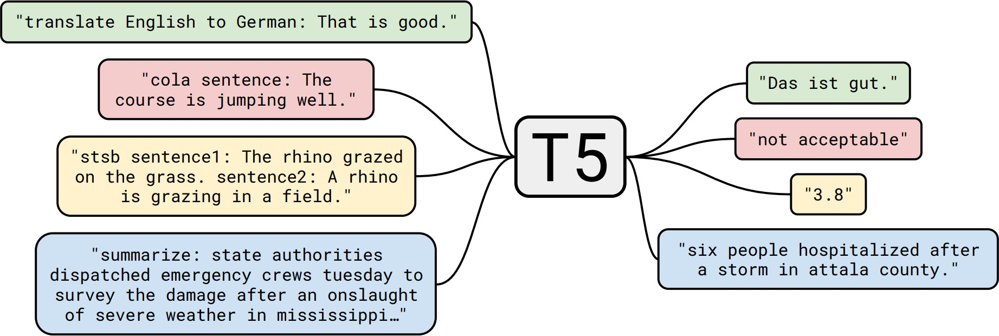 "translate English to German: That is good."
"cola sentence: The
course is jumping well."
"stsb sentence1: The rhino grazed
on the grass. sentence2: A rhino
is grazing in a field."
"summarize: state authorities
dispatched emergency crews tuesday to
survey the damage after an onslaught
of severe weather in mississippi…"
T5
"Das ist gut."
"not acceptable"
"3.8"
"six people hospitalized after
a storm in attala county."